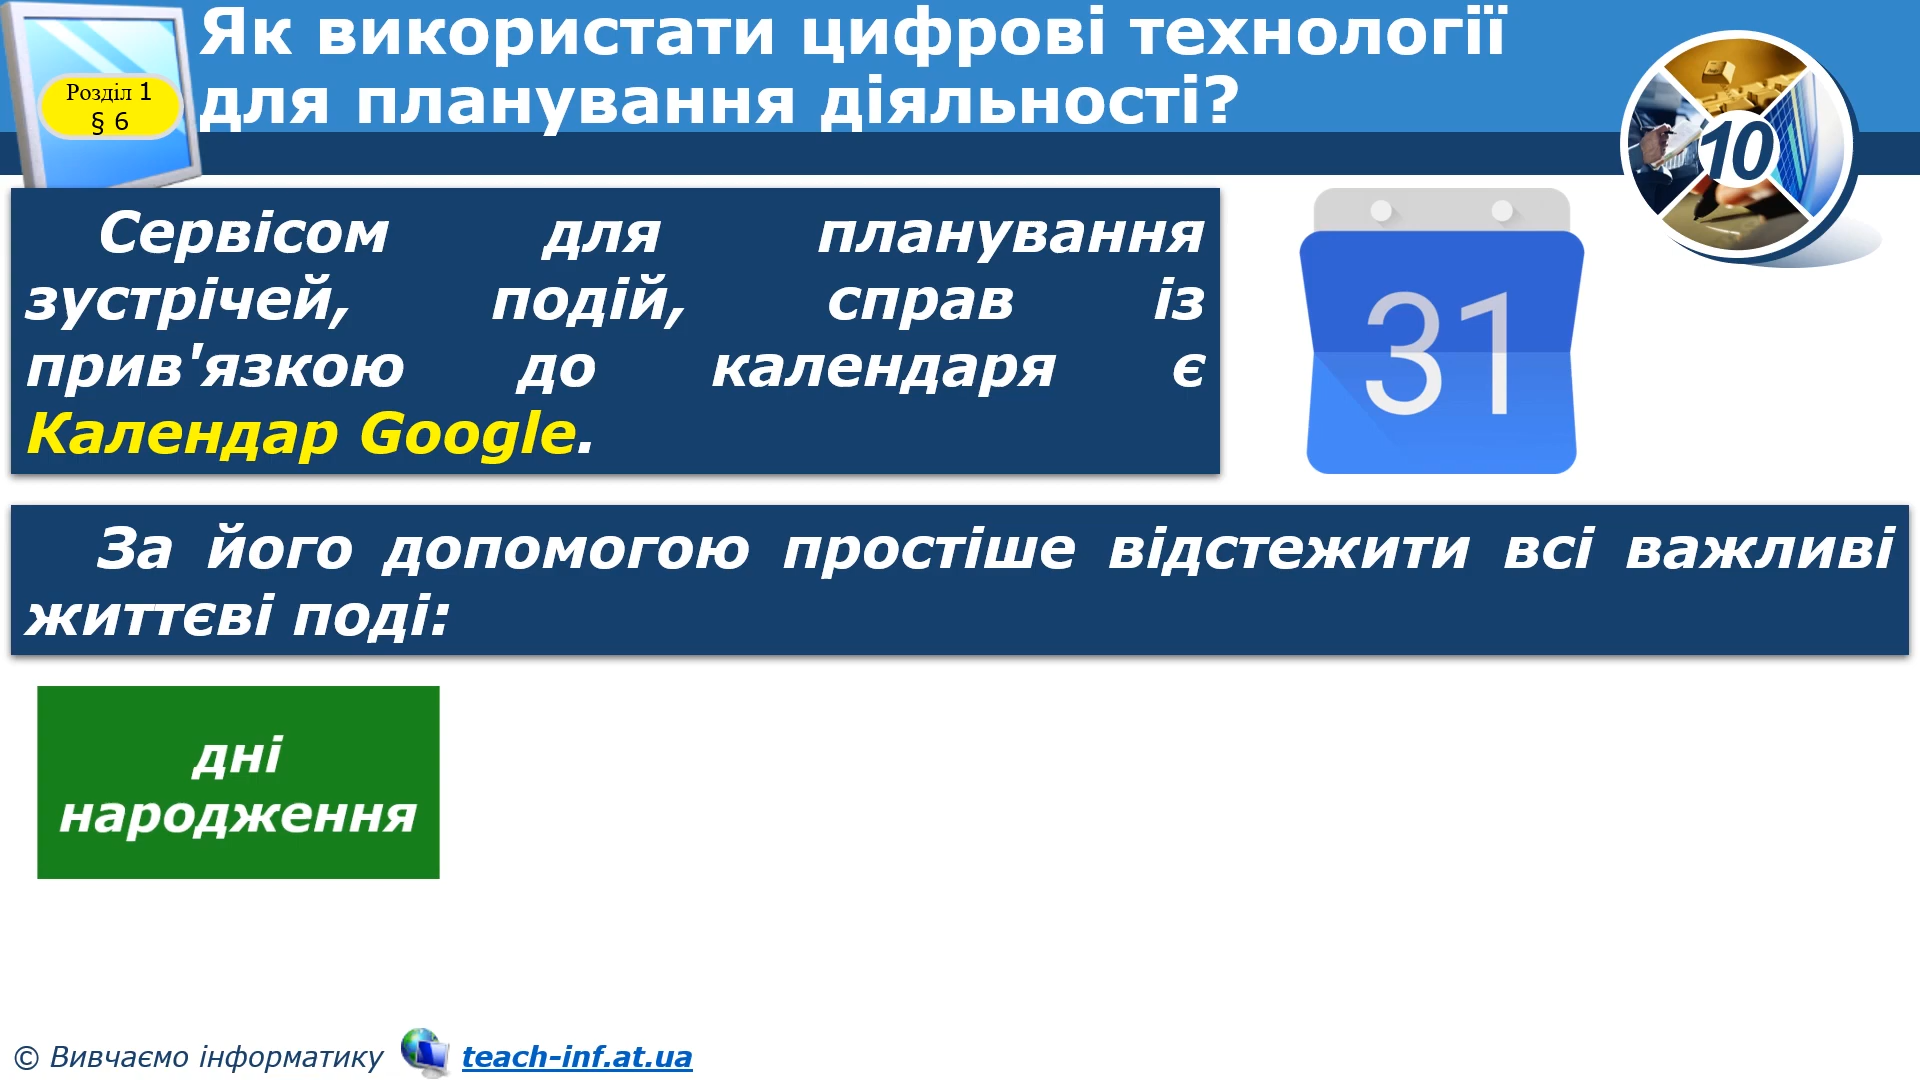 Як використати цифрові технології
для планування діяльності?
Розділ 1
§ 6
10
Сервісом для планування
зустрічей, подій, справ із
прив'язкою до календаря є
Календар Google.
31
За його допомогою простіше відстежити всі важливі
життєві події:
дні
народження
© Вивчаємо інформатику teach-inf.at.ua